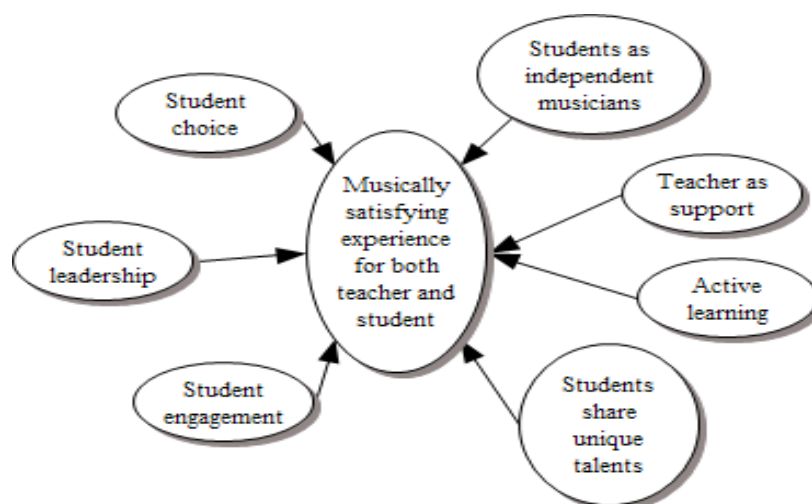 Students as
independent
musicians
Student
choice
Musically
satisfying
experience
for both
teacher and
student
Teacher as
support
Student
leadership
Active
learning
Student
engagement
Students
share
unique
talents